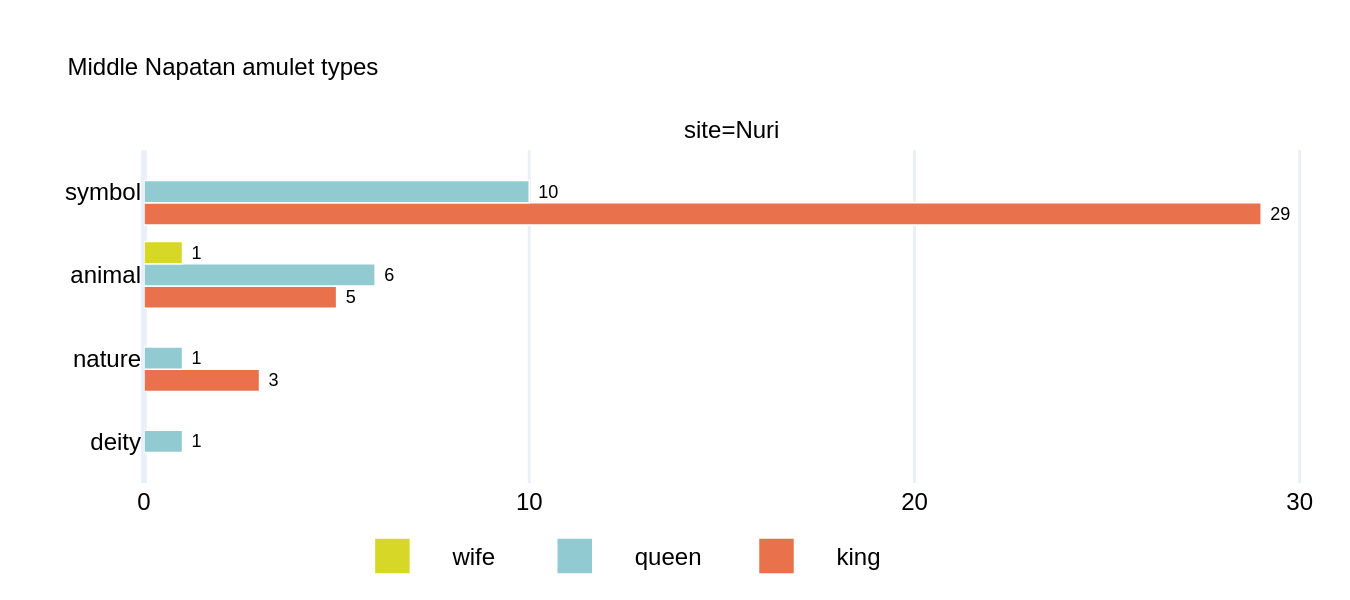 Middle Napatan amulet types
site=Nuri
symbol
10
29
animal
1
6
5
nature
1
3
deity
1
0 10 20 30
wife queen king